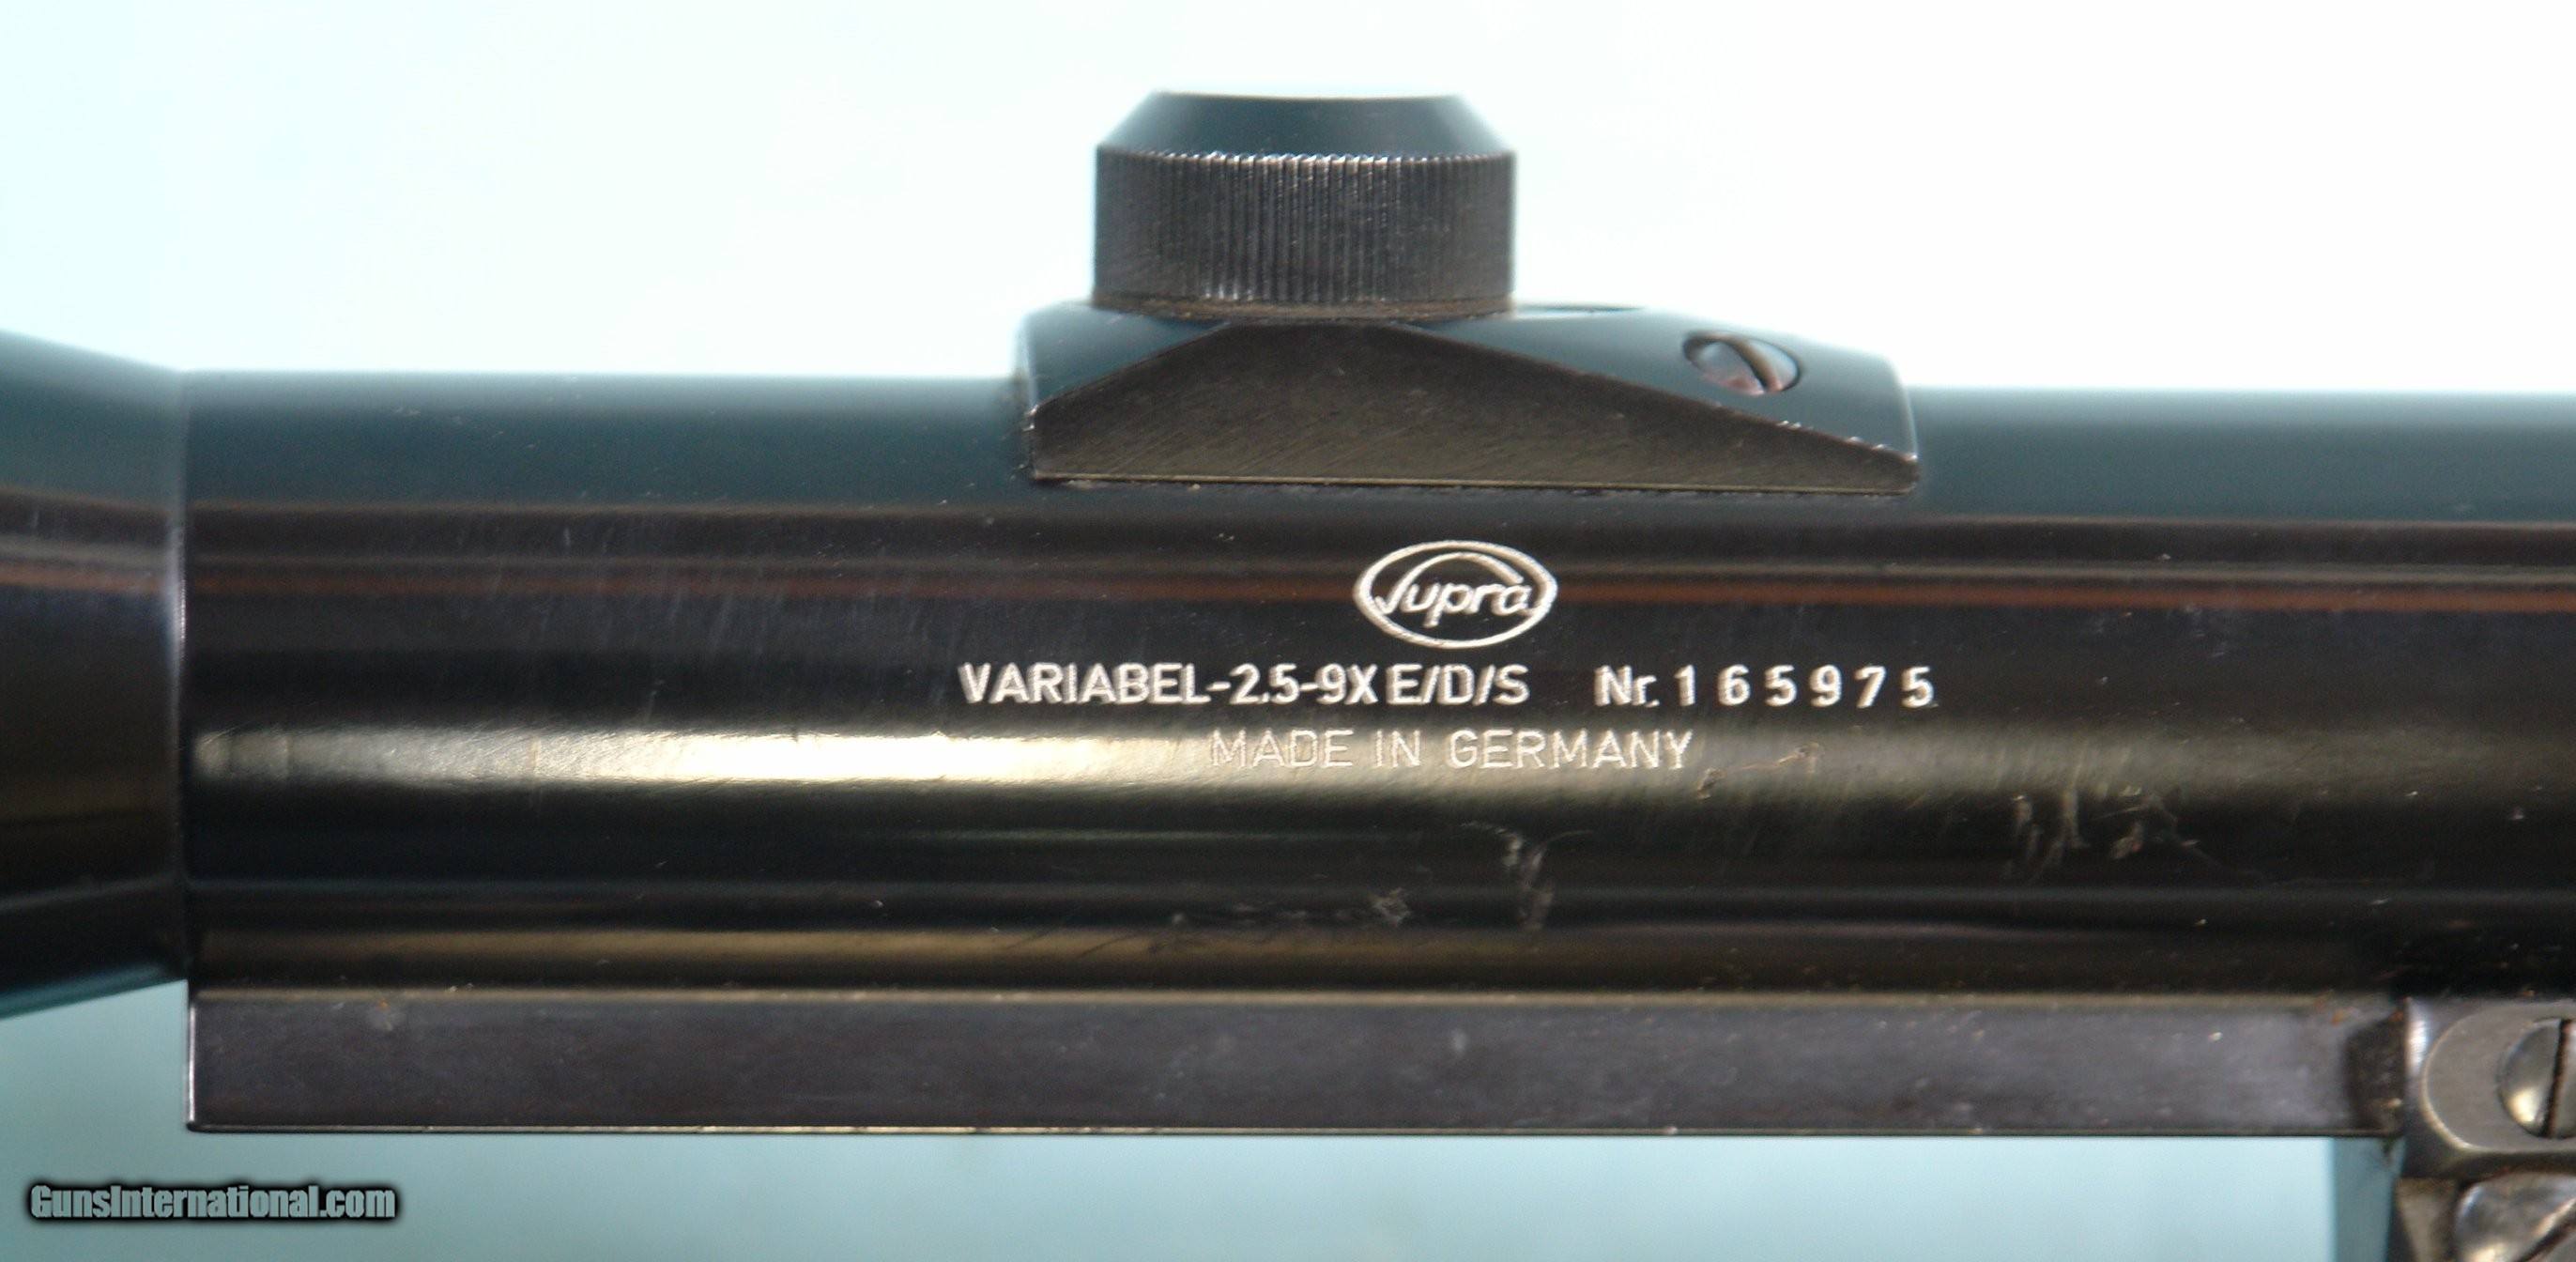 Supra
VARIABEL-2.5-9X E/D/S Nr. 165975
MADE IN GERMANY
GunsInternational.com